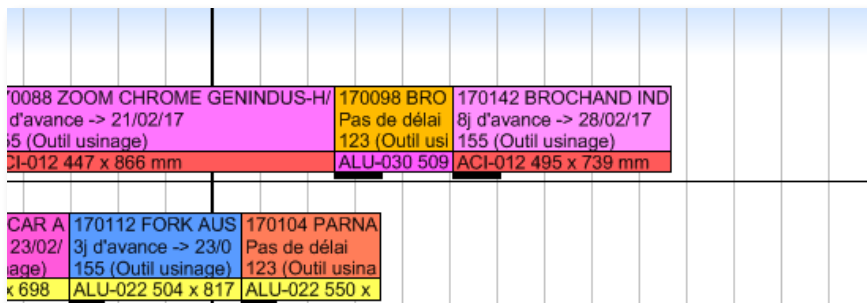 70088 ZOOM CHROME GENINDUS-H/
d'avance -> 21/02/17
55 (Outil usinage)
CI-012 447 x 866 mm
170098 BRO
Pas de délai
123 (Outil usi
ALU-030 509
170142 BROCHAND IND
8j d'avance -> 28/02/17
155 (Outil usinage)
ACI-012 495 x 739 mm
CAR A
23/02/
nage)
x 698
170112 FORK AUS
3j d'avance -> 23/0
155 (Outil usinage)
ALU-022 504 x 817
170104 PARNA
Pas de délai
123 (Outil usina
ALU-022 550 x